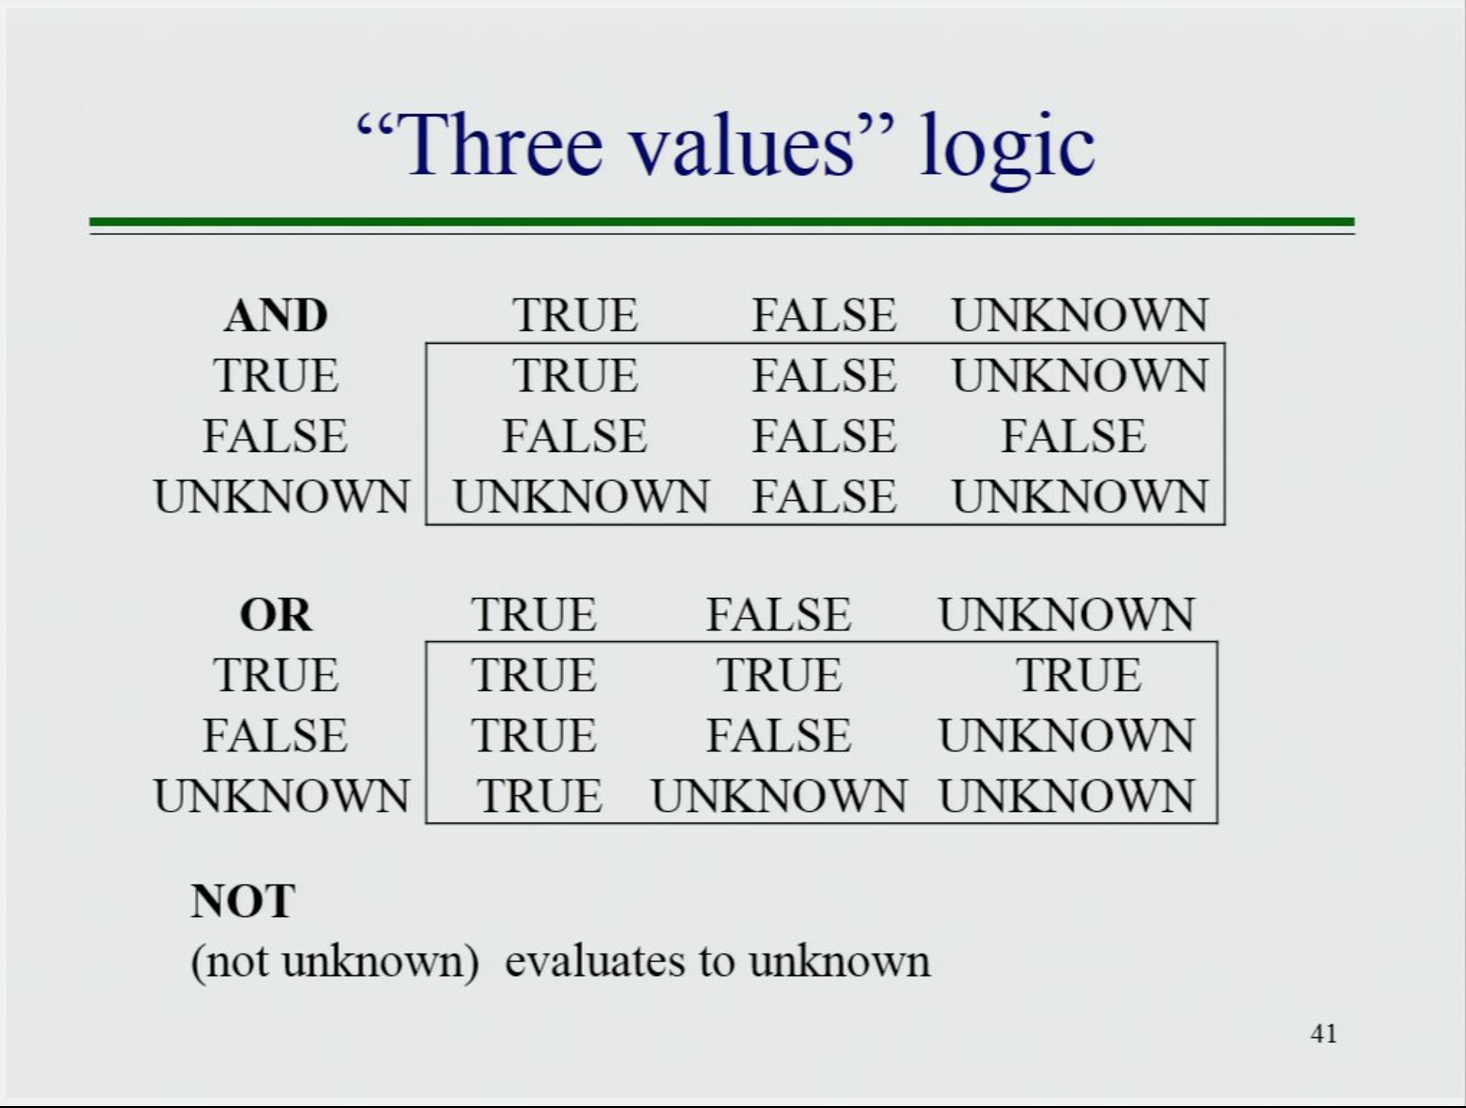 “Three values” logic
AND TRUE FALSE UNKNOWN
TRUE TRUE FALSE UNKNOWN
FALSE FALSE FALSE FALSE
UNKNOWN UNKNOWN FALSE UNKNOWN
OR TRUE FALSE UNKNOWN
TRUE TRUE TRUE TRUE
FALSE TRUE FALSE UNKNOWN
UNKNOWN TRUE UNKNOWN UNKNOWN
NOT
(not unknown) evaluates to unknown
41